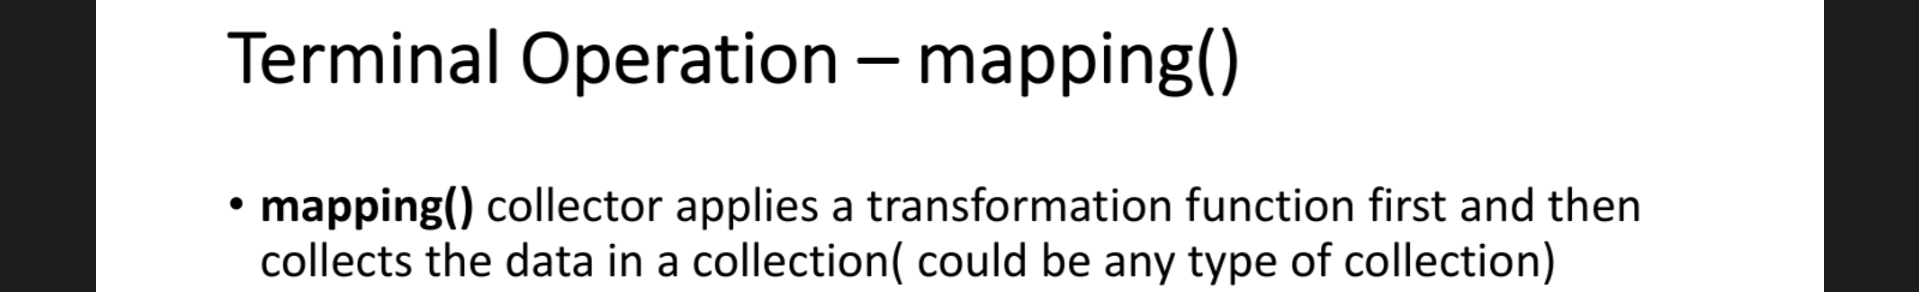 Terminal Operation – mapping()
• mapping() collector applies a transformation function first and then
collects the data in a collection( could be any type of collection)